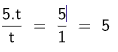 5.t/t = 5/1 = 5